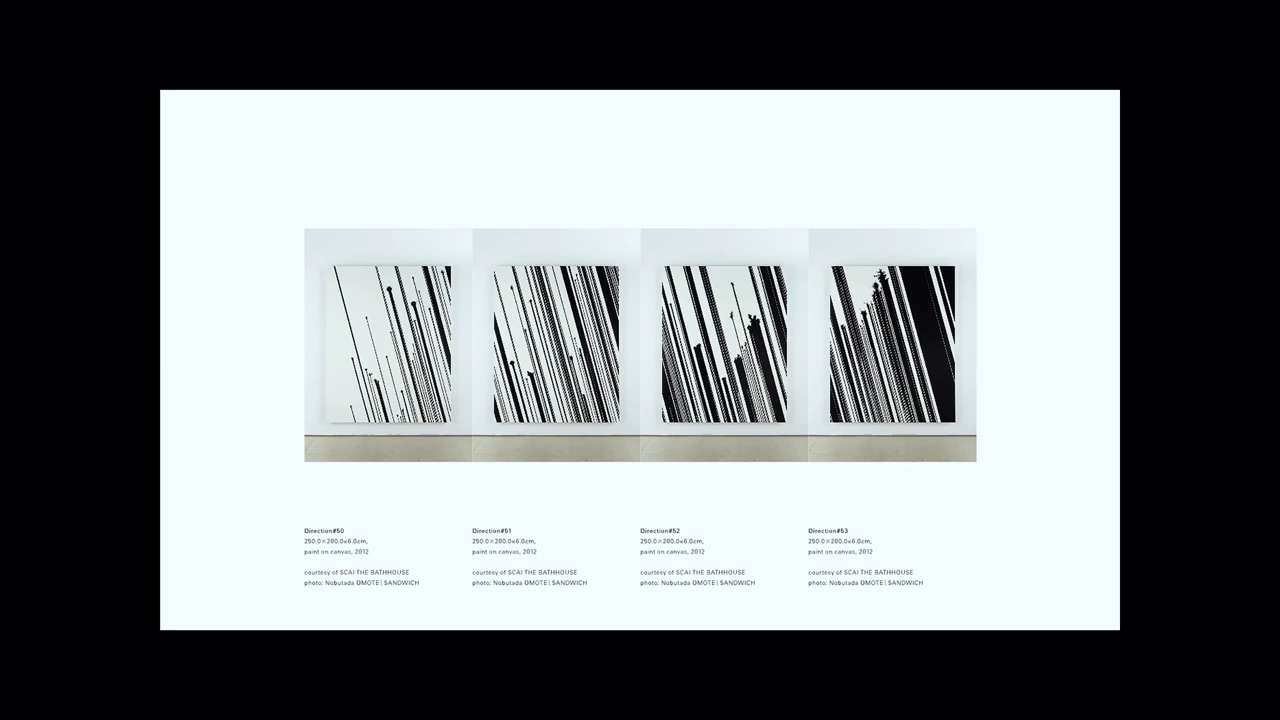 Direction#50
250.0×200.0×6.0cm,
paint on canvas, 2012
courtesy of SCAI THE BATHHOUSE
photo: Nobutada OMOTE | SANDWICH
Direction#51
250.0×200.0×6.0cm,
paint on canvas, 2012
courtesy of SCAI THE BATHHOUSE
photo: Nobutada OMOTE | SANDWICH
Direction#52
250.0×200.0×6.0cm,
paint on canvas, 2012
courtesy of SCAI THE BATHHOUSE
photo: Nobutada OMOTE | SANDWICH
Direction#53
250.0×200.0×6.0cm,
paint on canvas, 2012
courtesy of SCAI THE BATHHOUSE
photo: Nobutada OMOTE | SANDWICH